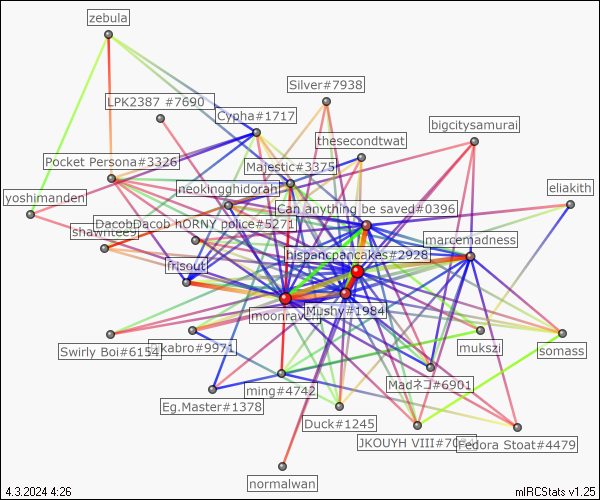 zebula
Silver#7938
LPK2387 #7690
Cypha#1717
bigcitysamurai
thesecondtwat
Pocket Persona#3326
Majestic#3375
neokingghidorah
eliakith
yoshimanden
Can anything be saved#0396
DacobDacob hORNY police#5271
shawntee9
marcemadness
hispancpancakes#2928
frisout
moonraven
Mushy#1984
Swirly Boi#6154
kabro#9971
mukszi
somass
ming#4742
Madネコ#6901
Eg.Master#1378
Duck#1245
JKOUYH VIII#70
Fedora Stoat#4479
normalwan
4.3.2024 4:26
mIRCStats v1.25